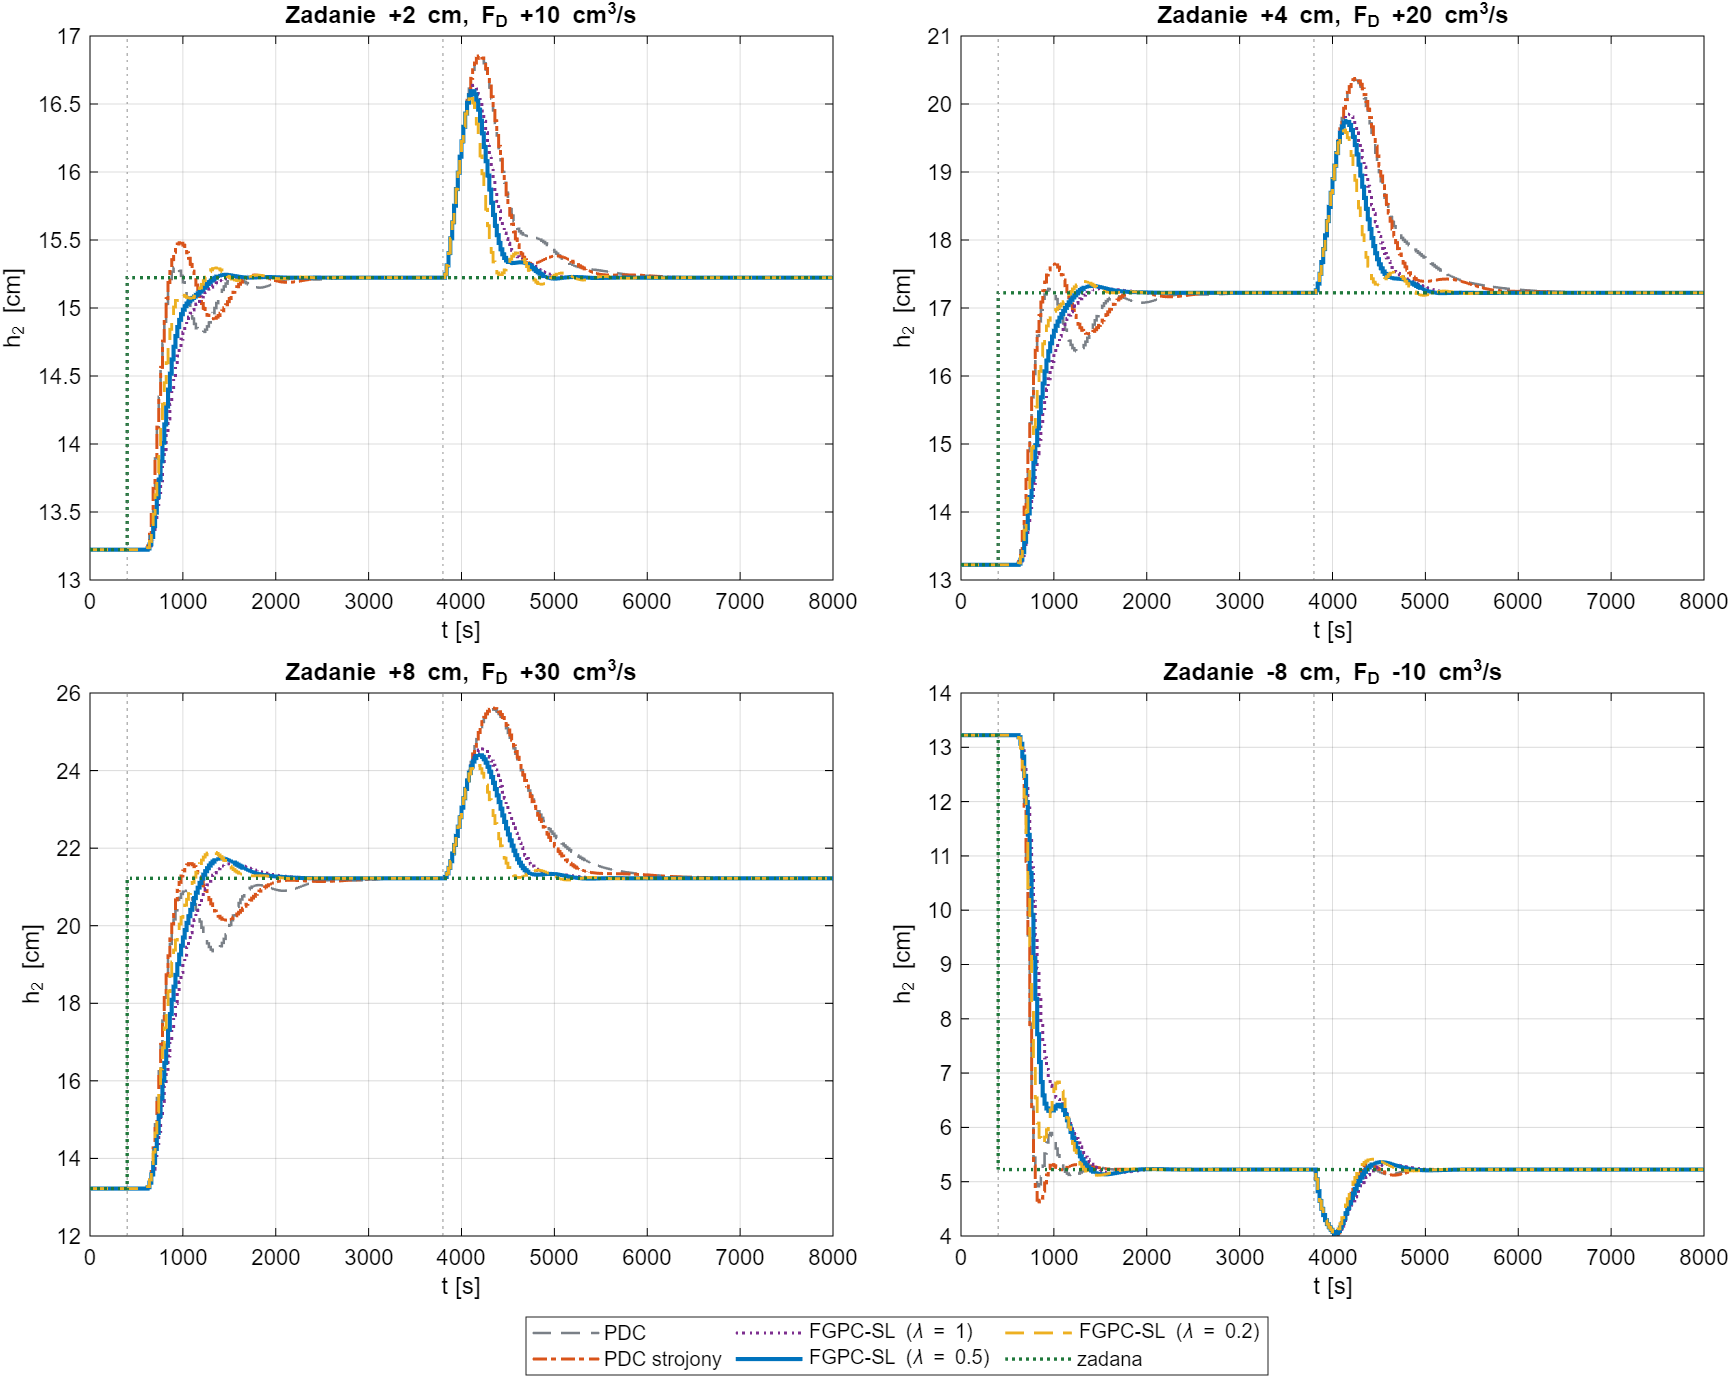 Zadanie +2 cm, F_D +10 cm³/s
17
16.5
16
15.5
15
14.5
14
13.5
13
h₂ [cm]
0 1000 2000 3000 4000 5000 6000 7000 8000
t [s]
Zadanie +4 cm, F_D +20 cm³/s
21
20
19
18
17
16
15
14
13
h₂ [cm]
0 1000 2000 3000 4000 5000 6000 7000 8000
t [s]
Zadanie +8 cm, F_D +30 cm³/s
26
24
22
20
18
16
14
12
h₂ [cm]
0 1000 2000 3000 4000 5000 6000 7000 8000
t [s]
Zadanie -8 cm, F_D -10 cm³/s
14
13
12
11
10
9
8
7
6
5
4
h₂ [cm]
0 1000 2000 3000 4000 5000 6000 7000 8000
t [s]
PDC FGPC-SL (λ = 1) FGPC-SL (λ = 0.2)
PDC strojony FGPC-SL (λ = 0.5) zadana